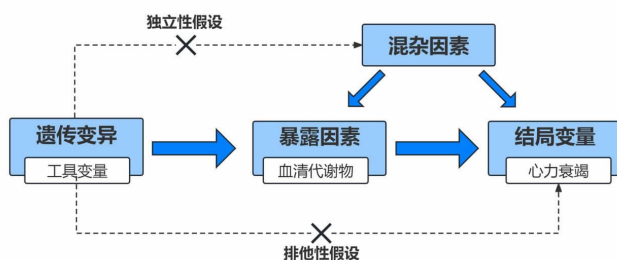 独立性假设
混杂因素
遗传变异
工具变量
暴露因素
血清代谢物
结局变量
心力衰竭
排他性假设